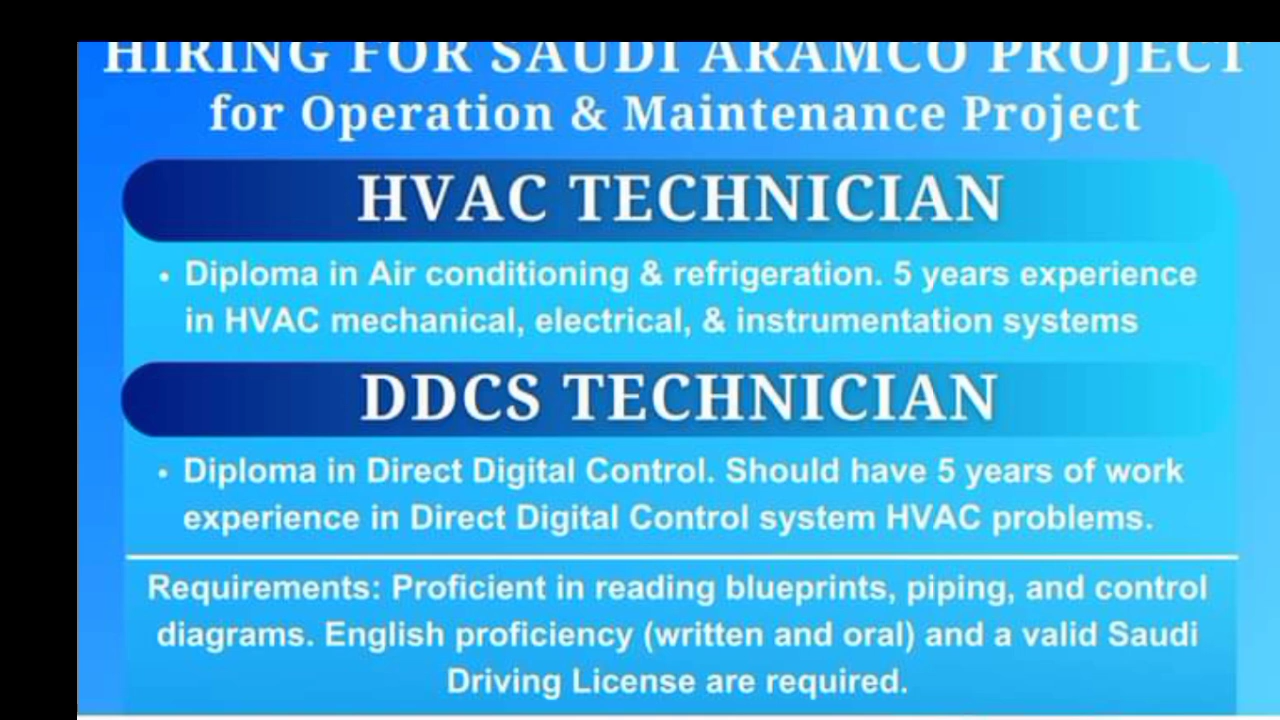 HIRING FOR SAUDI ARAMCO PROJECT
for Operation & Maintenance Project
HVAC TECHNICIAN
• Diploma in Air conditioning & refrigeration. 5 years experience
in HVAC mechanical, electrical, & instrumentation systems
DDCS TECHNICIAN
• Diploma in Direct Digital Control. Should have 5 years of work
experience in Direct Digital Control system HVAC problems.
Requirements: Proficient in reading blueprints, piping, and control
diagrams. English proficiency (written and oral) and a valid Saudi
Driving License are required.